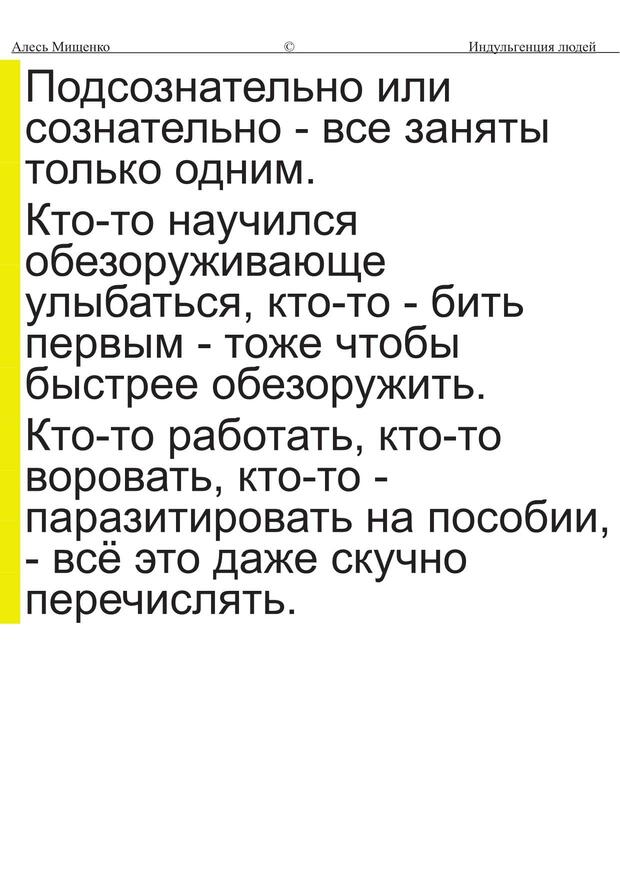 Алесь Мищенко © Индульгенция людей
Подсознательно или
сознательно - все заняты
только одним.
Кто-то научился
обезоруживающе
улыбаться, кто-то - бить
первым - тоже чтобы
быстрее обезоружить.
Кто-то работать, кто-то
воровать, кто-то -
паразитировать на пособии,
- всё это даже скучно
перечислять.